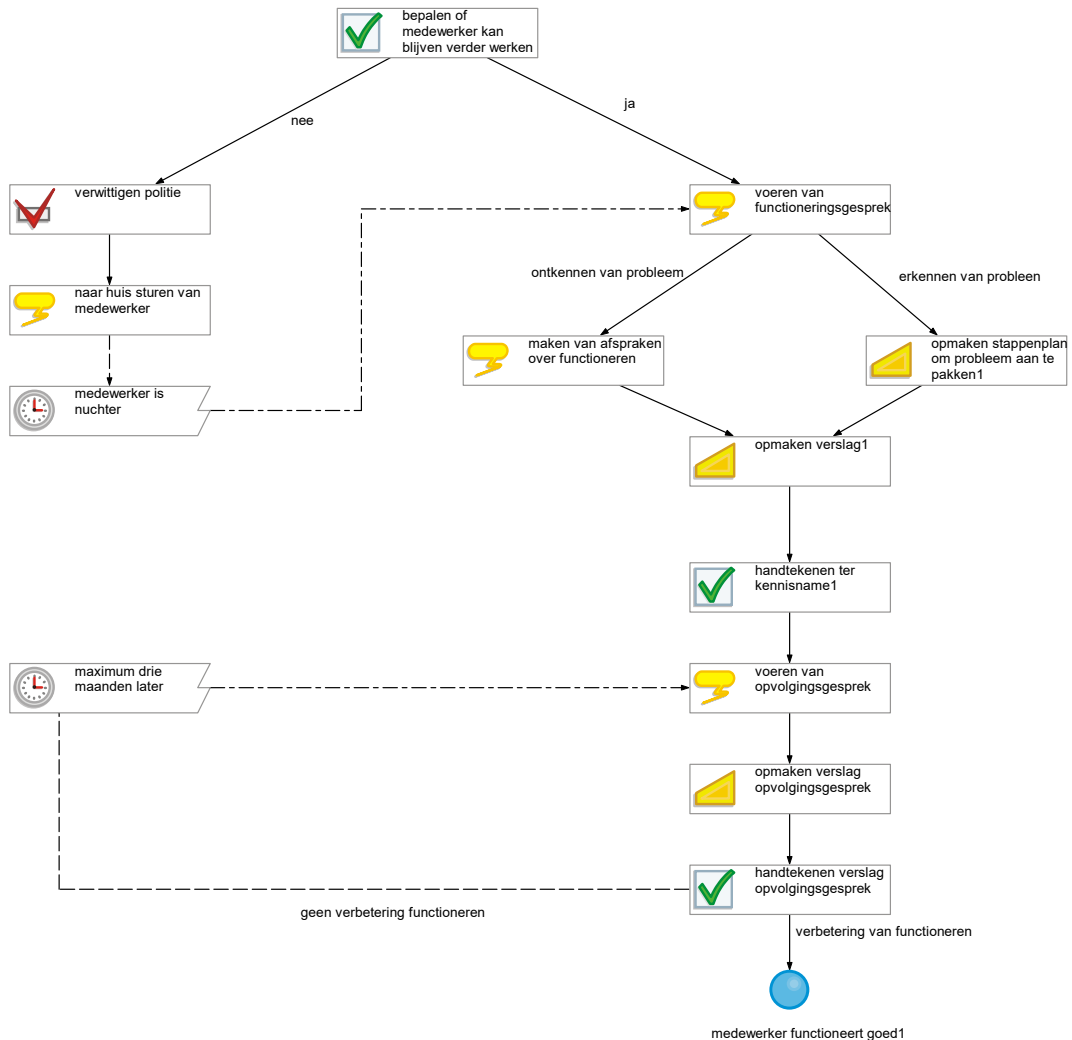 bepalen of
medewerker kan
blijven verder werken
nee
ja
verwittigen politie
voeren van
functioneringsgesprek
ontkennen van probleem
erkennen van probleen
naar huis sturen van
medewerker
maken van afspraken
over functioneren
opmaken stappenplan
om probleem aan te
pakken1
medewerker is
nuchter
opmaken verslag1
handtekenen ter
kennisname1
maximum drie
maanden later
voeren van
opvolgingsgesprek
opmaken verslag
opvolgingsgesprek
handtekenen verslag
opvolgingsgesprek
geen verbetering functioneren
verbetering van functioneren
medewerker functioneert goed1